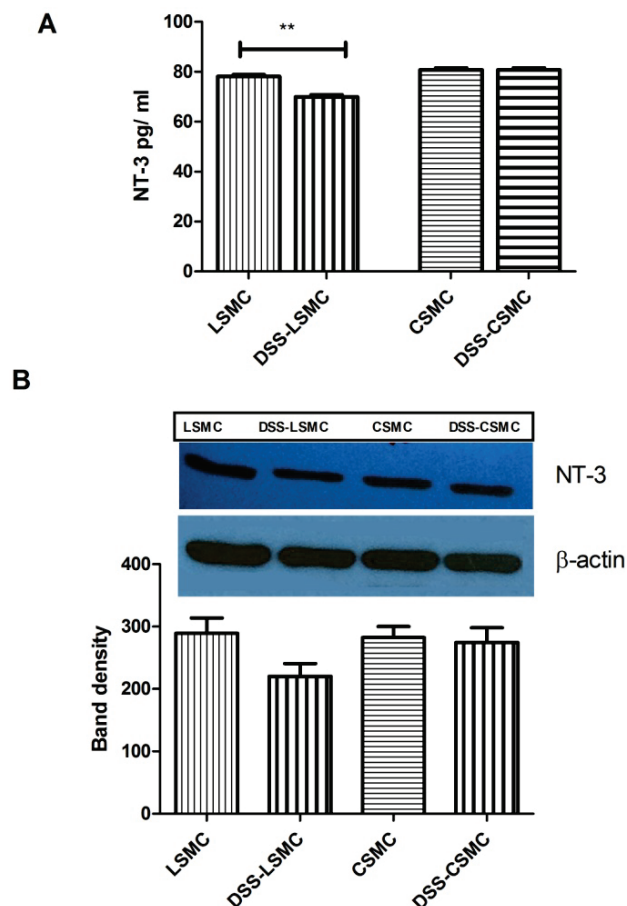 A
**
NT-3 pg/ ml
100
80
60
40
20
0
LSMC
DSS-LSMC
CSMC
DSS-CSMC
B
LSMC DSS-LSMC CSMC DSS-CSMC
NT-3
β-actin
Band density
400
300
200
100
0
LSMC
DSS-LSMC
CSMC
DSS-CSMC